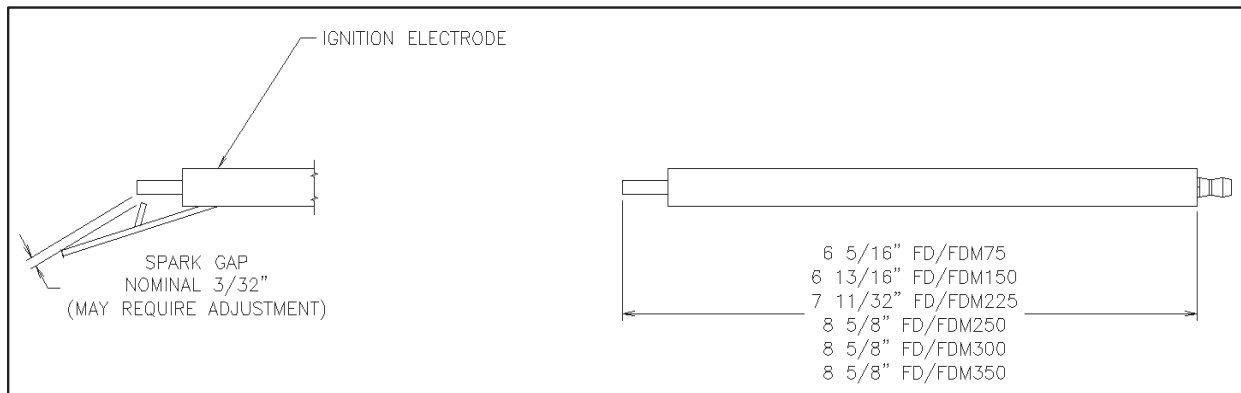 IGNITION ELECTRODE
SPARK GAP
NOMINAL 3/32"
(MAY REQUIRE ADJUSTMENT)
6 5/16" FD/FDM75
6 13/16" FD/FDM150
7 11/32" FD/FDM225
8 5/8" FD/FDM250
8 5/8" FD/FDM300
8 5/8" FD/FDM350